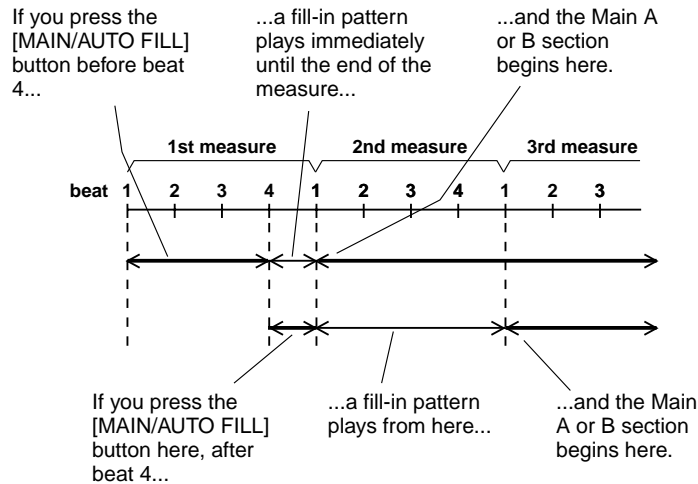 If you press the
[MAIN/AUTO FILL]
button before beat
4...
...a fill-in pattern
plays immediately
until the end of the
measure...
...and the Main A
or B section
begins here.
1st measure 2nd measure 3rd measure
beat 1 2 3 4 1 2 3 4 1 2 3
If you press the
[MAIN/AUTO FILL]
button here, after
beat 4...
...a fill-in pattern
plays from here...
...and the Main
A or B section
begins here.